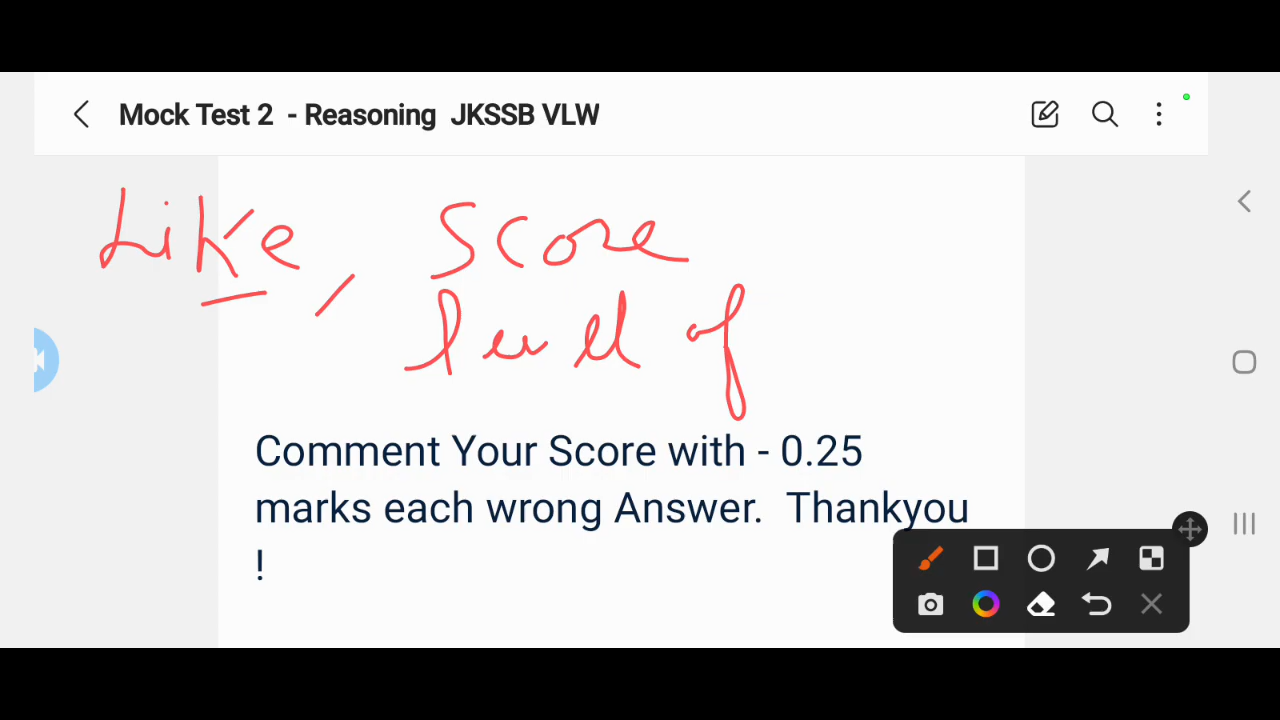 Mock Test 2 - Reasoning JKSSB VLW
Like, Score
level of
Comment Your Score with - 0.25
marks each wrong Answer. Thankyou
!